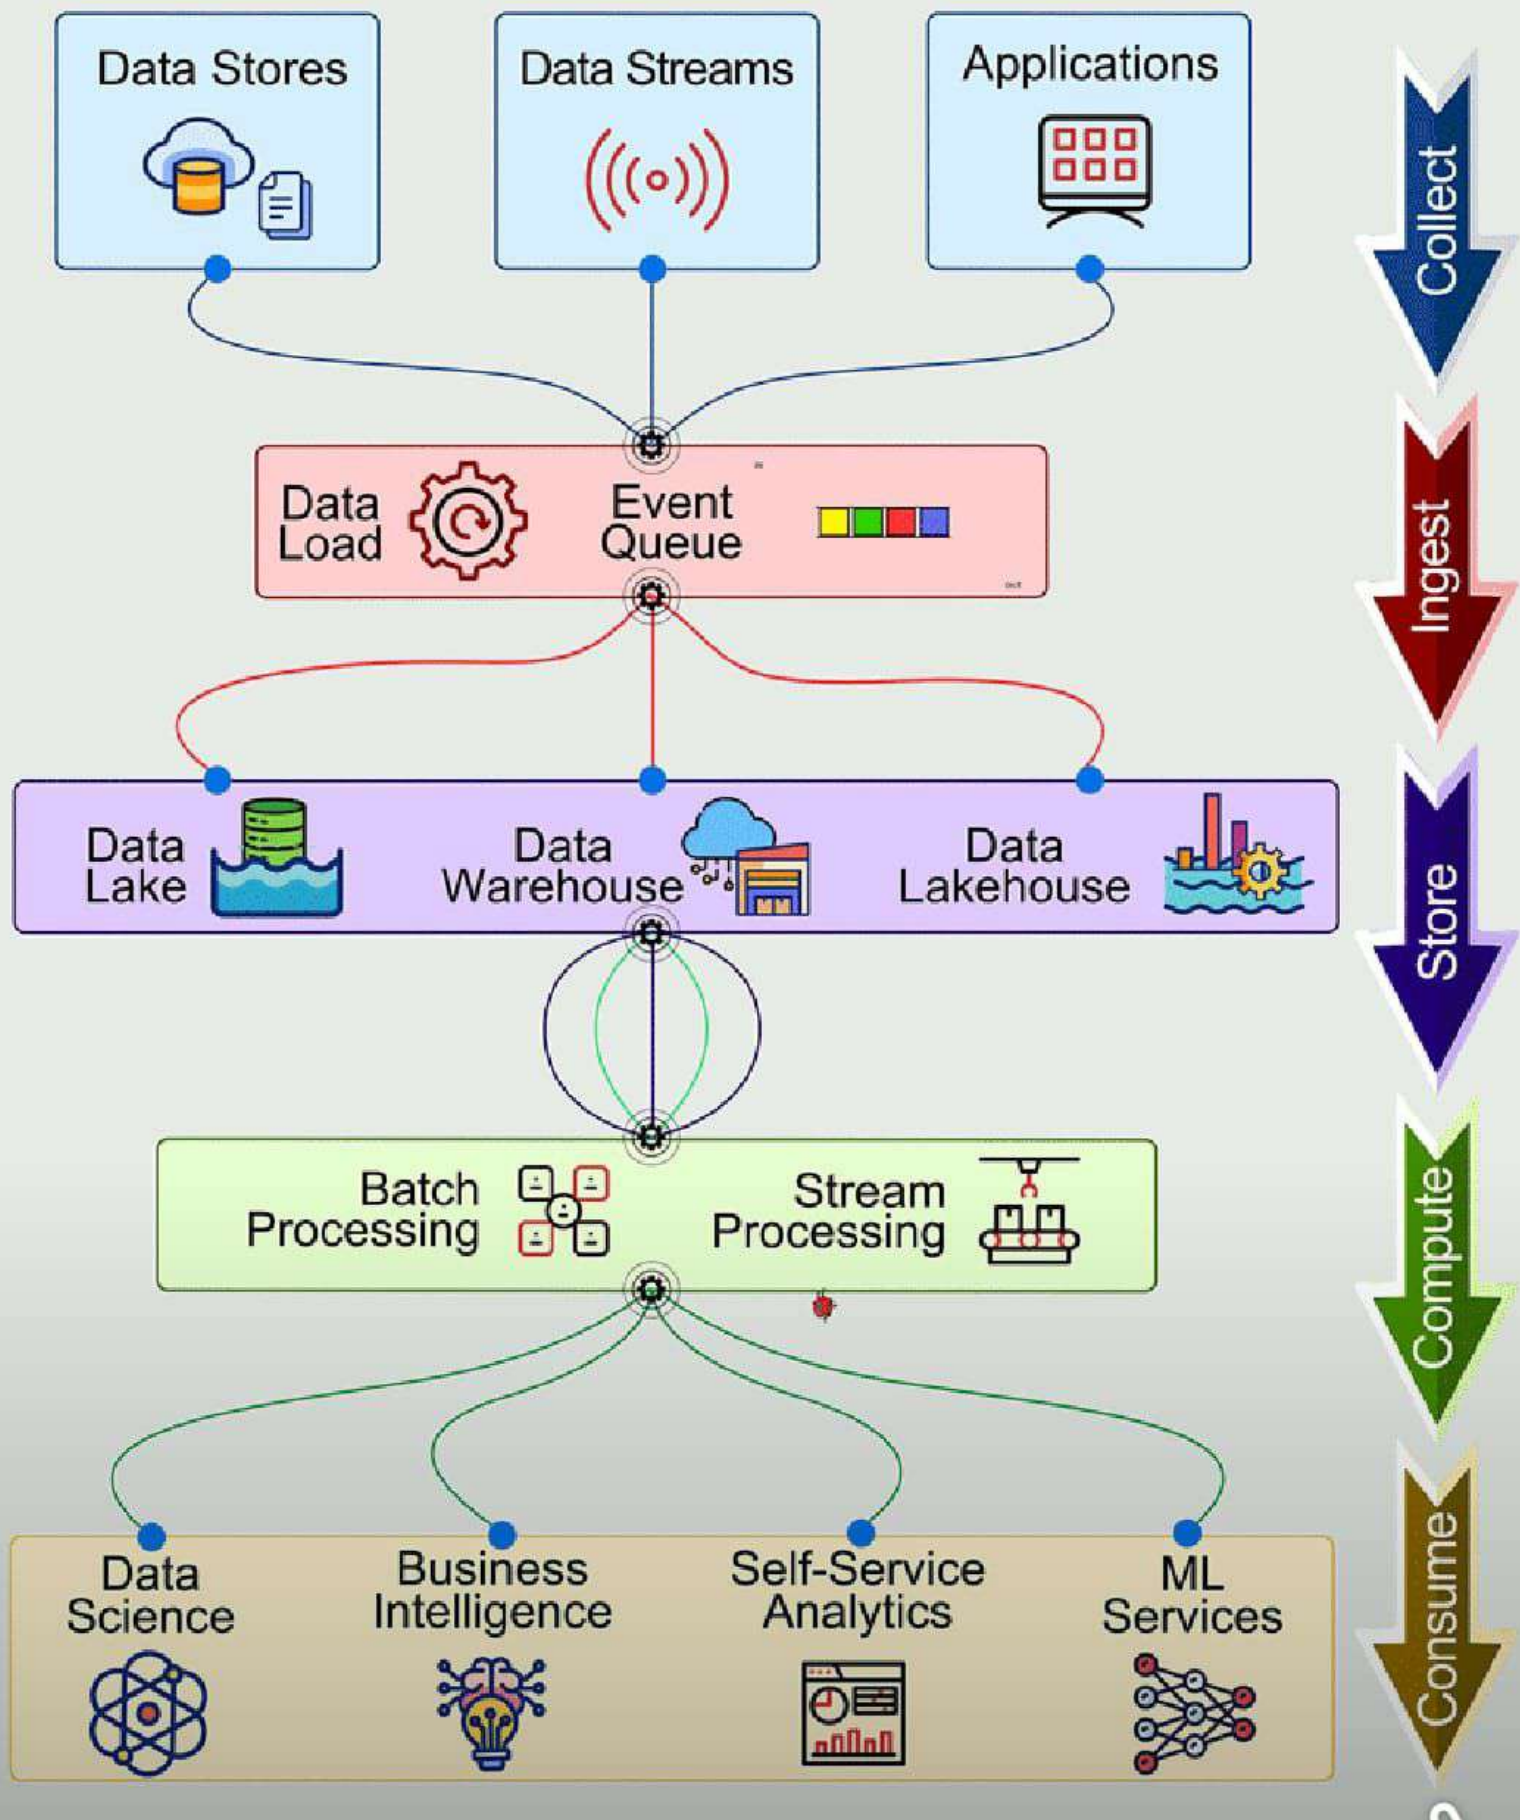 Data Stores
Data Streams
Applications
Collect
Data
Load
Event
Queue
Ingest
Data
Lake
Data
Warehouse
Data
Lakehouse
Store
Batch
Processing
Stream
Processing
Compute
Data
Science
Business
Intelligence
Self-Service
Analytics
ML
Services
Consume